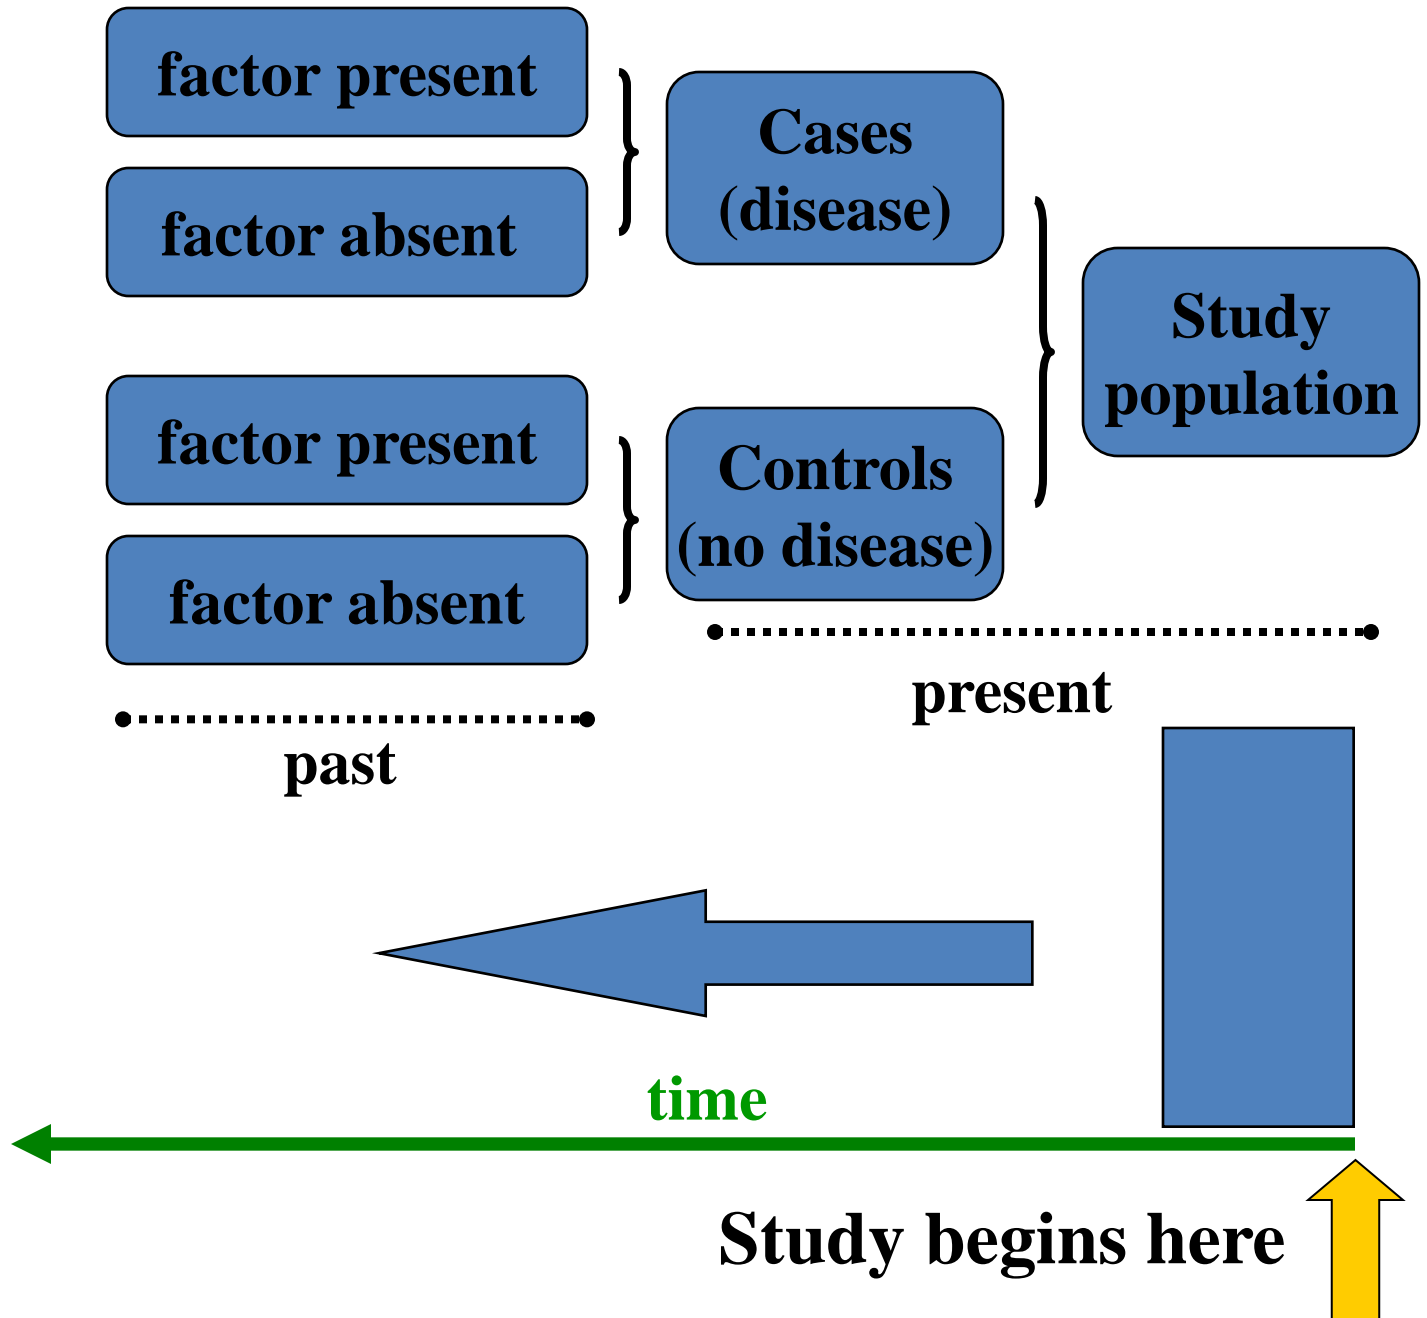 factor present
factor absent
Cases
(disease)
Study
population
factor present
factor absent
Controls
(no disease)
present
past
time
Study begins here